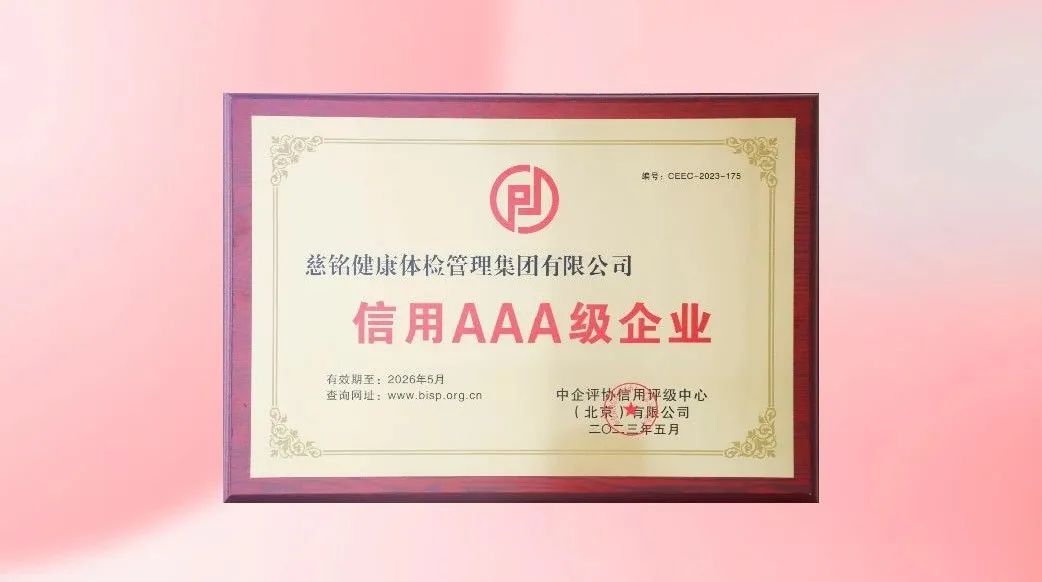 编号：CEEC-2023-175
慈铭健康体检管理集团有限公司
信用AAA级企业
有效期至：2026年5月
查询网址：www.bisp.org.cn
中企评协信用评级中心
（北京）有限公司
二〇二三年五月